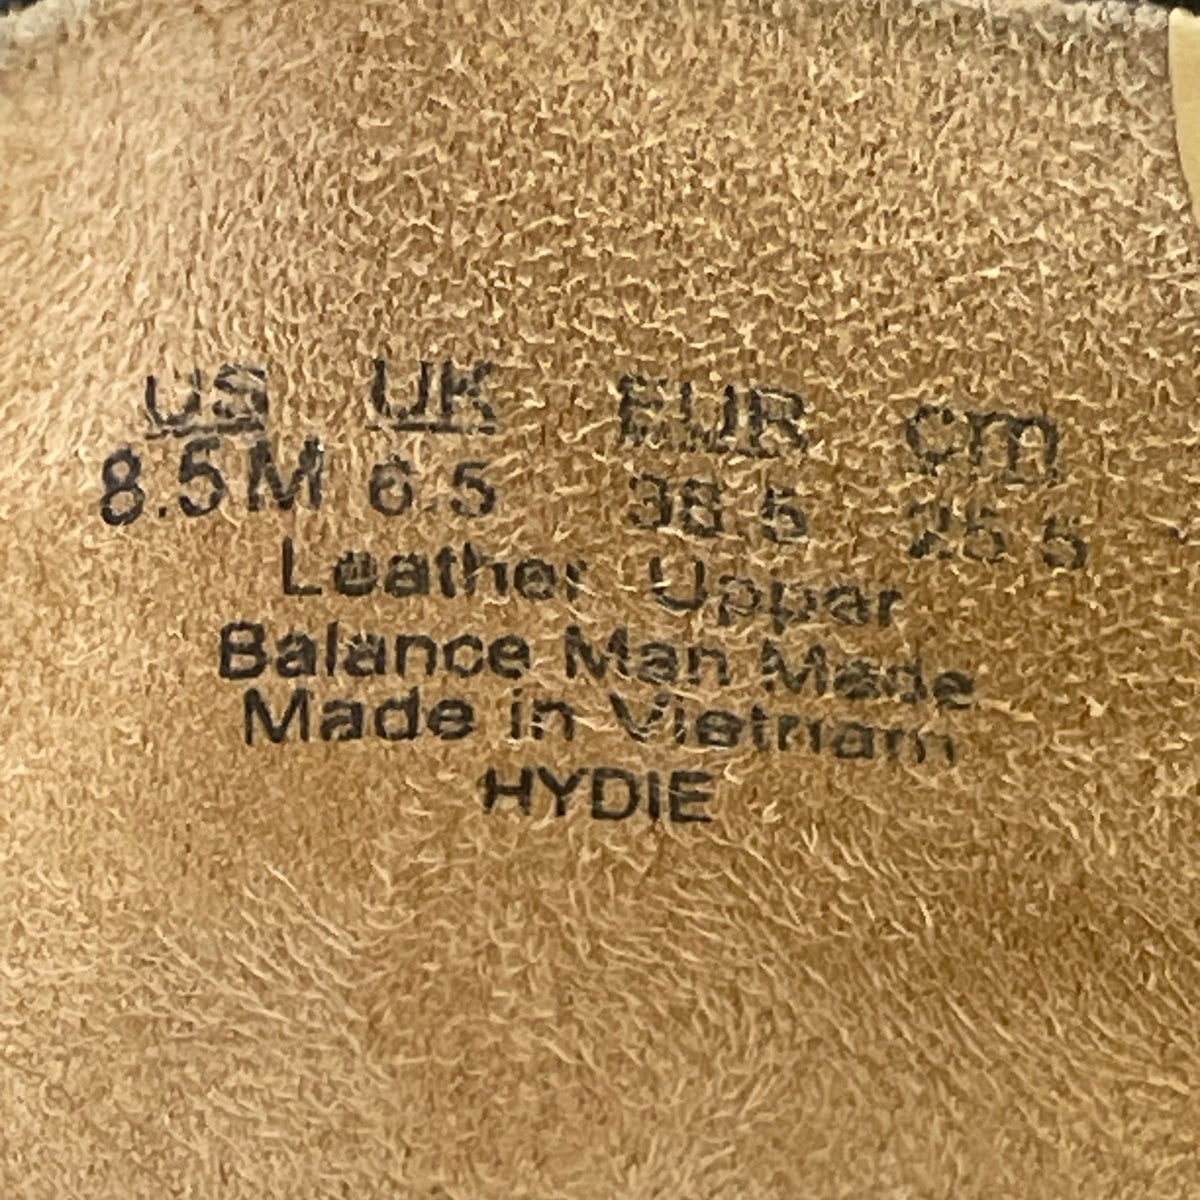 US UK EUR cm
8.5M 6.5 38.5 25.5
Leather Upper
Balance Man Made
Made in Vietnam
HYDIE